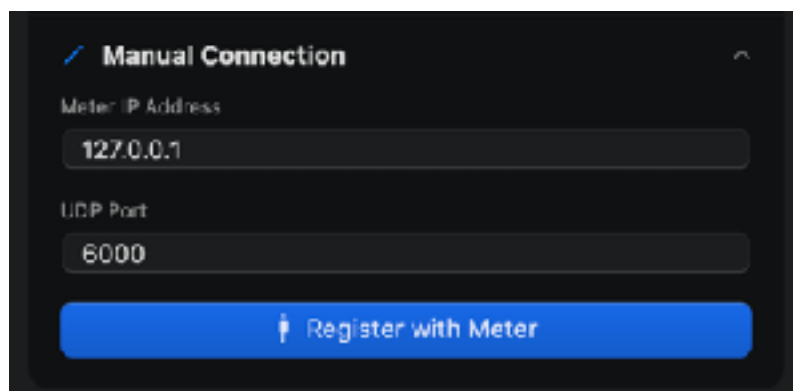 Manual Connection
Meter IP Address
127.0.0.1
UDP Port
6000
Register with Meter